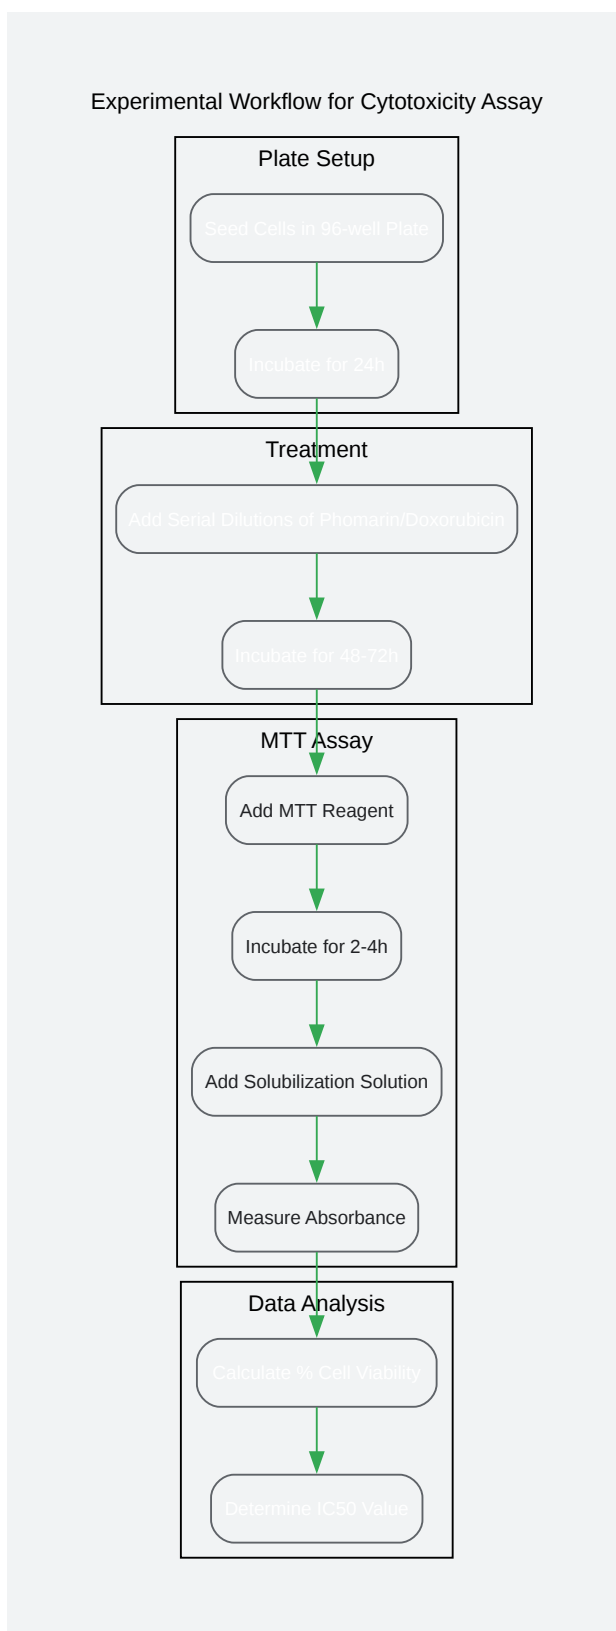 Experimental Workflow for Cytotoxicity Assay
Plate Setup
Seed Cells in 96-well Plate
Incubate for 24h
Treatment
Add Serial Dilutions of Phomarin/Doxorubicin
Incubate for 48-72h
MTT Assay
Add MTT Reagent
Incubate for 2-4h
Add Solubilization Solution
Measure Absorbance
Data Analysis
Calculate % Cell Viability
Determine IC50 Value